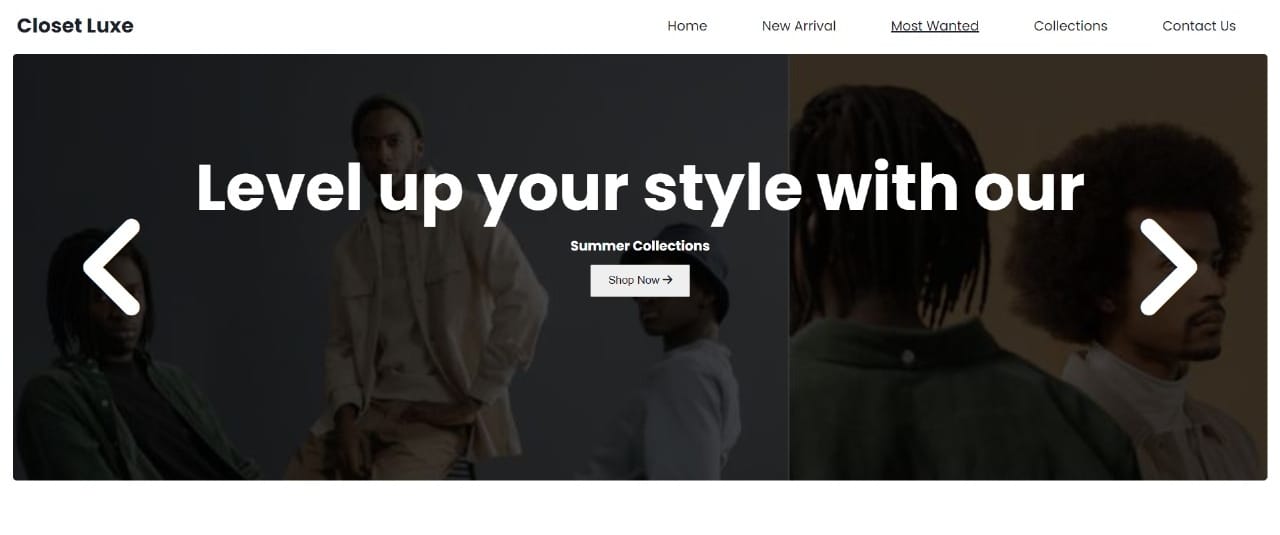 Closet Luxe
Home New Arrival Most Wanted Collections Contact Us
Level up your style with our
Summer Collections
Shop Now →